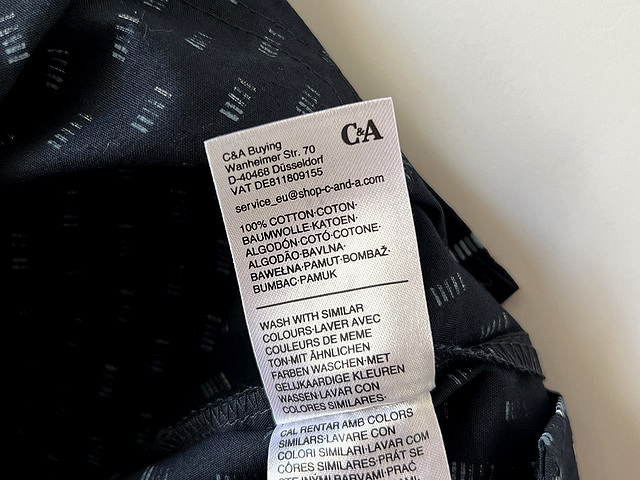 C&A
C&A Buying
Wanheimer Str. 70
D-40468 Düsseldorf
VAT DE811809155
service_eu@shop-c-and-a.com
100% COTTON·COTON·
BAUMWOLLE·KATOEN·
ALGODÓN·COTÓ·COTONE·
ALGODÃO·BAVLNA·
BAWEŁNA·PAMUT·BOMBAŽ·
BUMBAC·PAMUK
WASH WITH SIMILAR
COLOURS·LAVER AVEC
COULEURS DE MEME
TON·MIT ÄHNLICHEN
FARBEN WASCHEN·MET
GELIJKAARDIGE KLEUREN
WASSEN·LAVAR CON
COLORES SIMILARES·
CAL RENTAR AMB COLORS
SIMILARS·LAVARE CON
COLORI SIMILARI·LAVAR COM
CÔRES SIMILARES·PRÁT SE
STEJNÝMI BARVAMI·PRAĆ